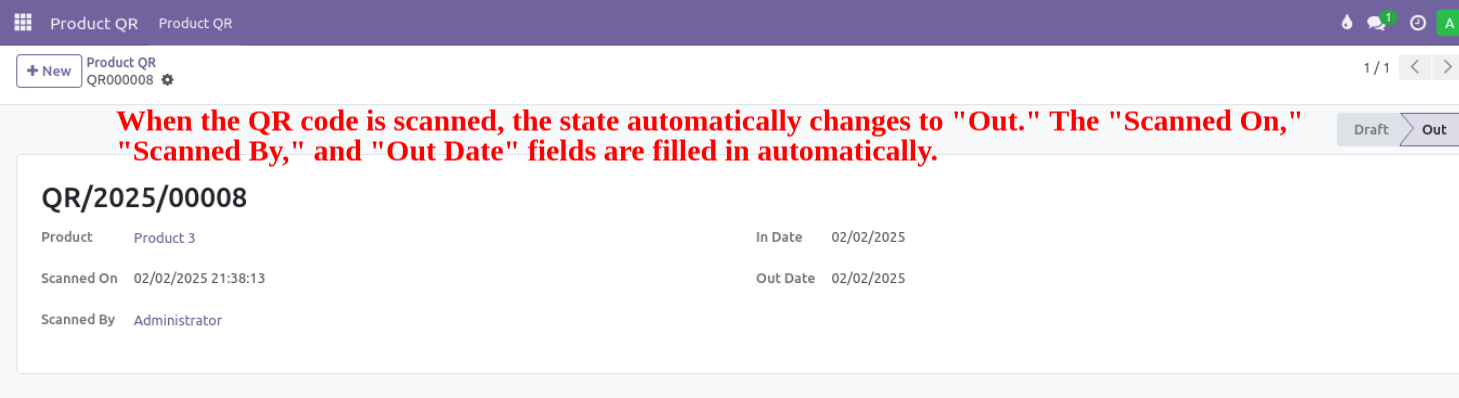 Product QR Product QR 1 A
+ New Product QR 1 / 1
QR000008
When the QR code is scanned, the state automatically changes to "Out." The "Scanned On,"
"Scanned By," and "Out Date" fields are filled in automatically.
Draft Out
QR/2025/00008
Product Product 3 In Date 02/02/2025
Scanned On 02/02/2025 21:38:13 Out Date 02/02/2025
Scanned By Administrator